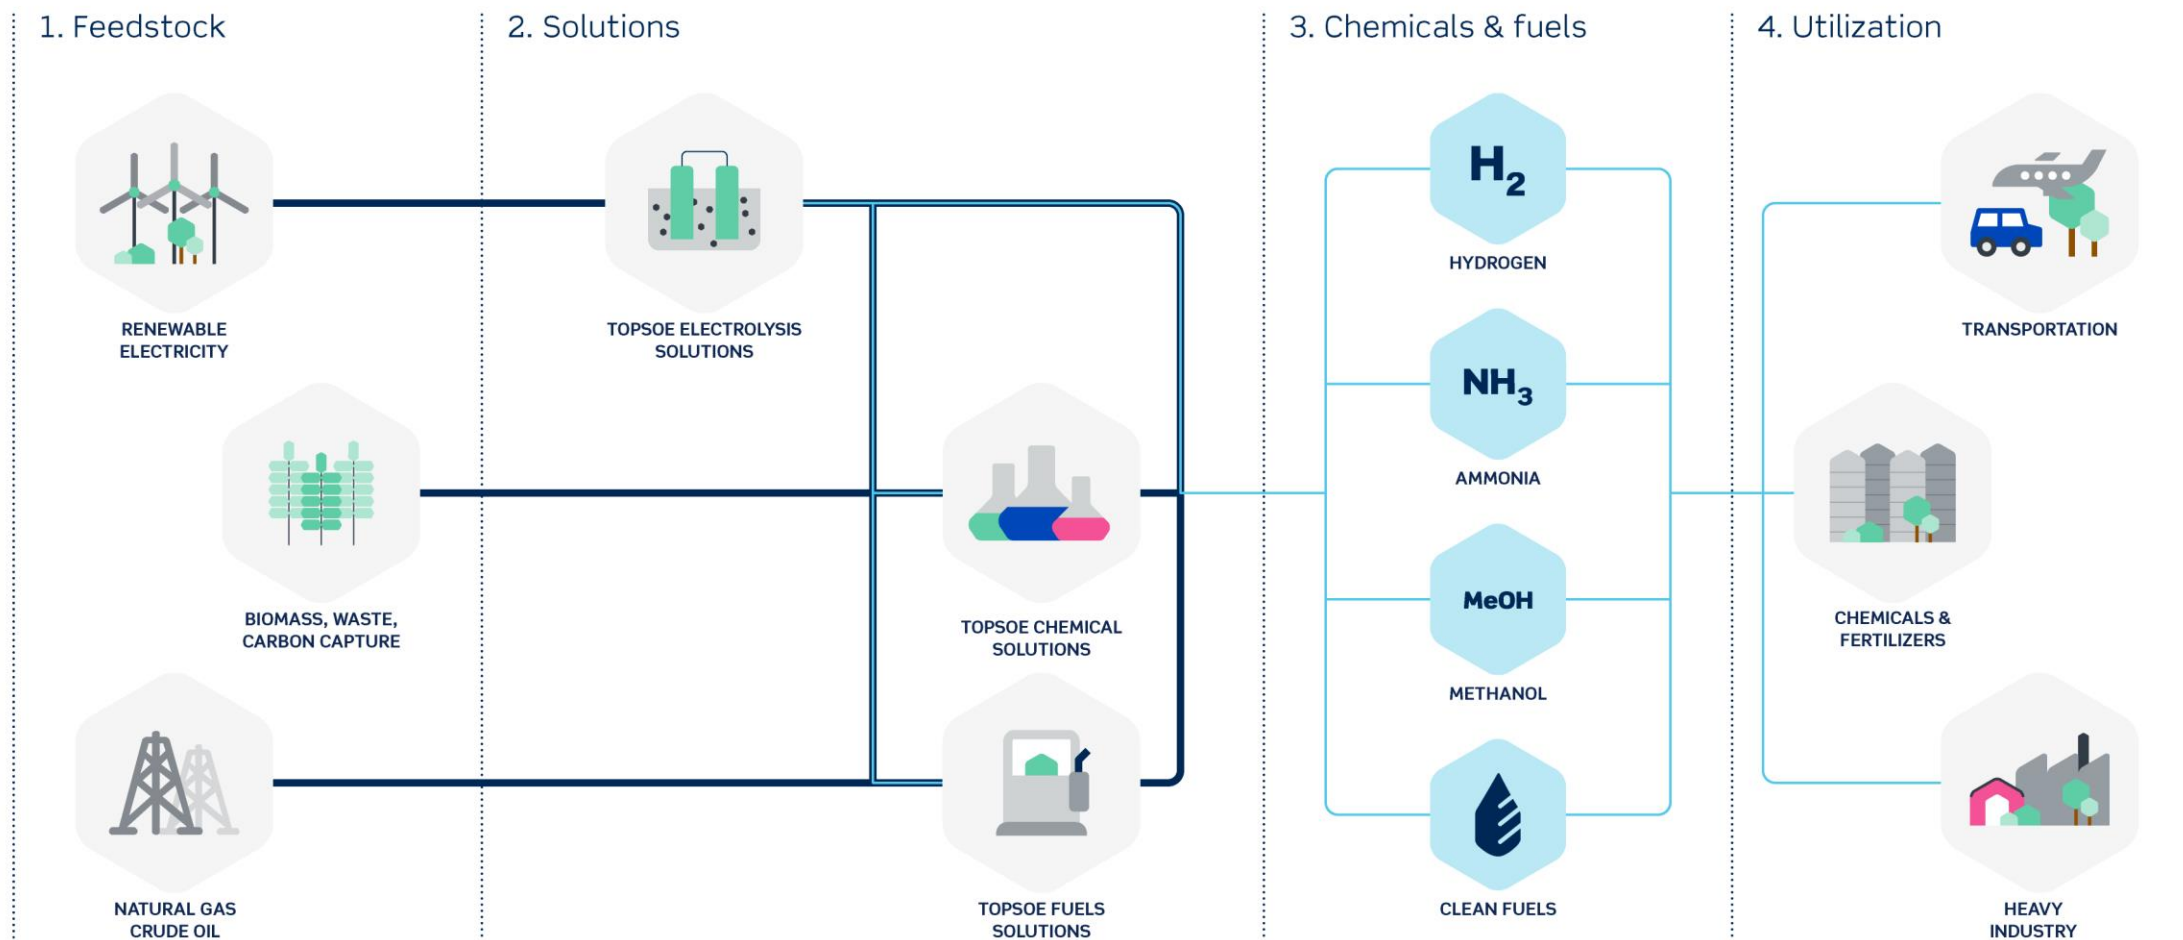 1. Feedstock
2. Solutions
3. Chemicals & fuels
4. Utilization
RENEWABLE
ELECTRICITY
BIOMASS, WASTE,
CARBON CAPTURE
NATURAL GAS
CRUDE OIL
TOPSOE ELECTROLYSIS
SOLUTIONS
TOPSOE CHEMICAL
SOLUTIONS
TOPSOE FUELS
SOLUTIONS
H₂
HYDROGEN
NH₃
AMMONIA
MeOH
METHANOL
CLEAN FUELS
TRANSPORTATION
CHEMICALS &
FERTILIZERS
HEAVY
INDUSTRY